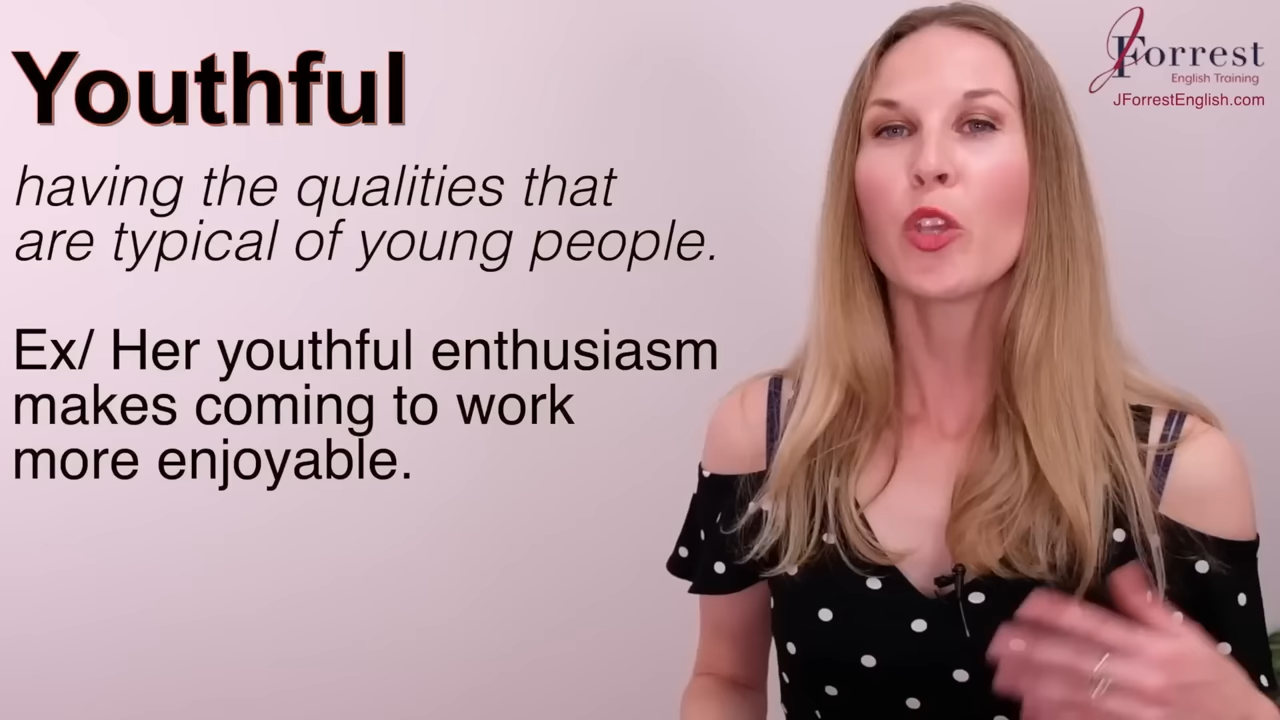 Youthful
having the qualities that
are typical of young people.
Ex/ Her youthful enthusiasm
makes coming to work
more enjoyable.
JForrest
English Training
JForrestEnglish.com